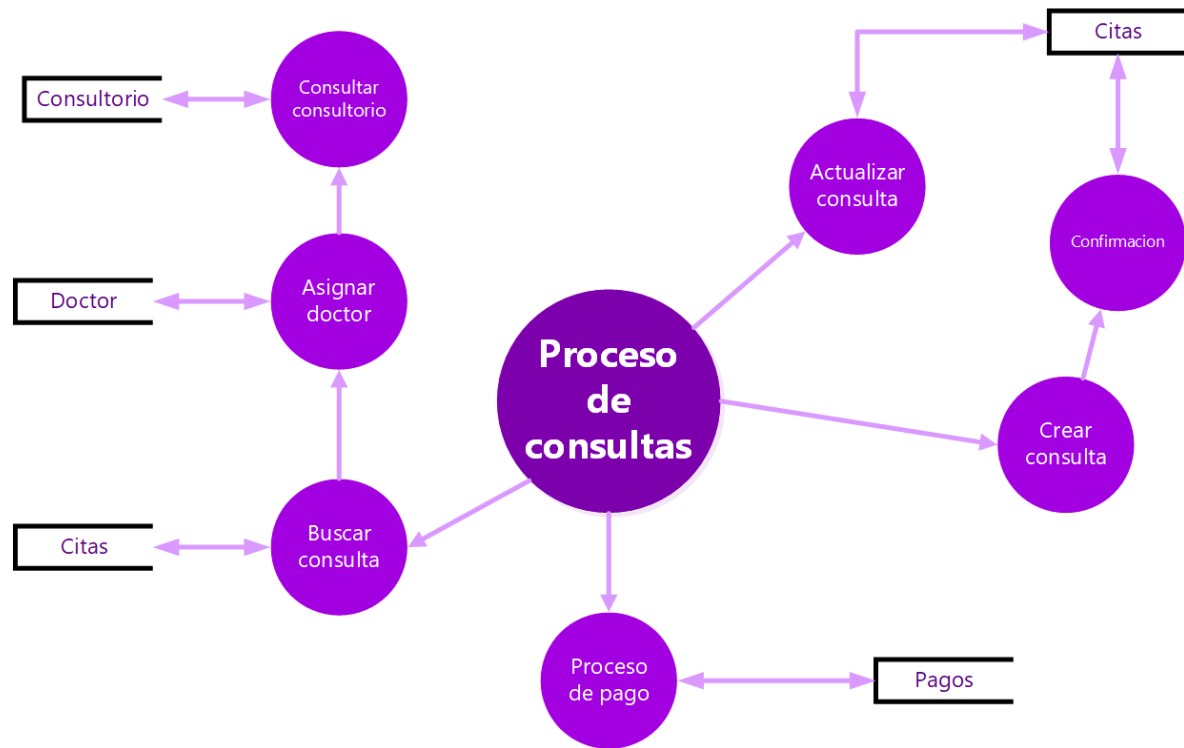 Citas
Consultorio
Consultar
consultorio
Actualizar
consulta
Confirmacion
Doctor
Asignar
doctor
Proceso
de
consultas
Crear
consulta
Citas
Buscar
consulta
Proceso
de pago
Pagos